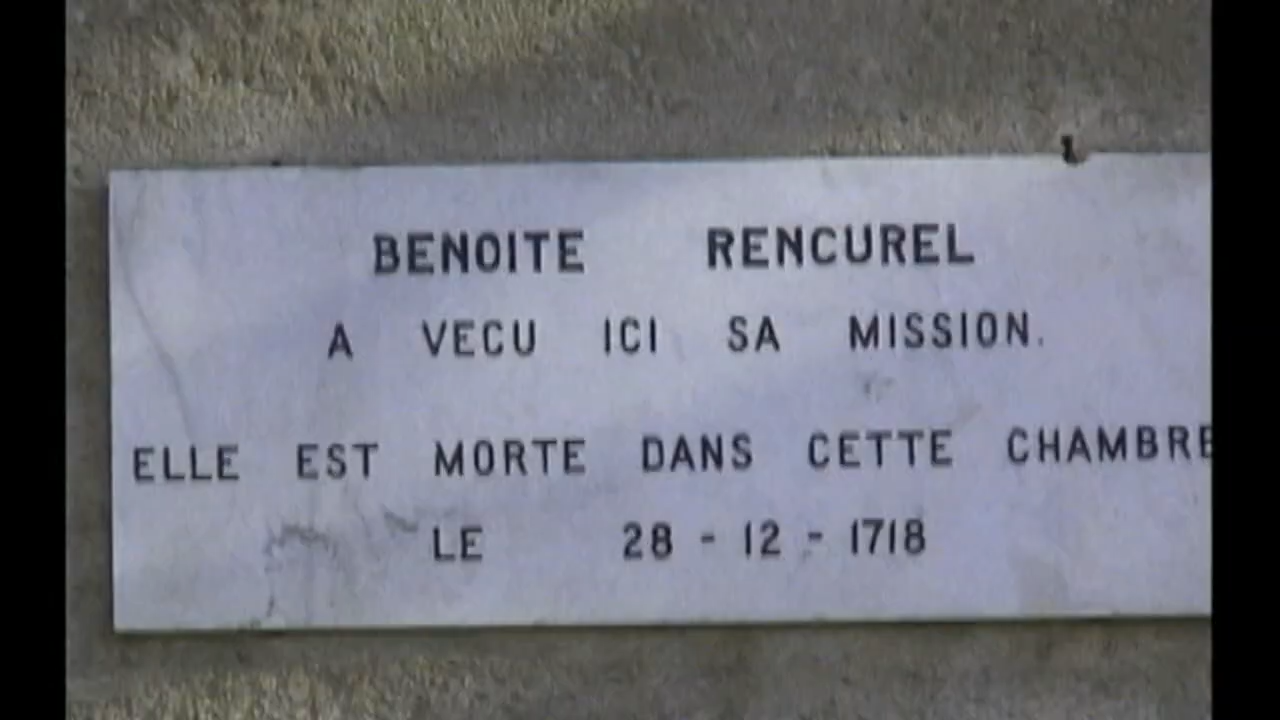 BENOITE RENCUREL
A VECU ICI SA MISSION.
ELLE EST MORTE DANS CETTE CHAMBRE
LE 28 - 12 - 1718